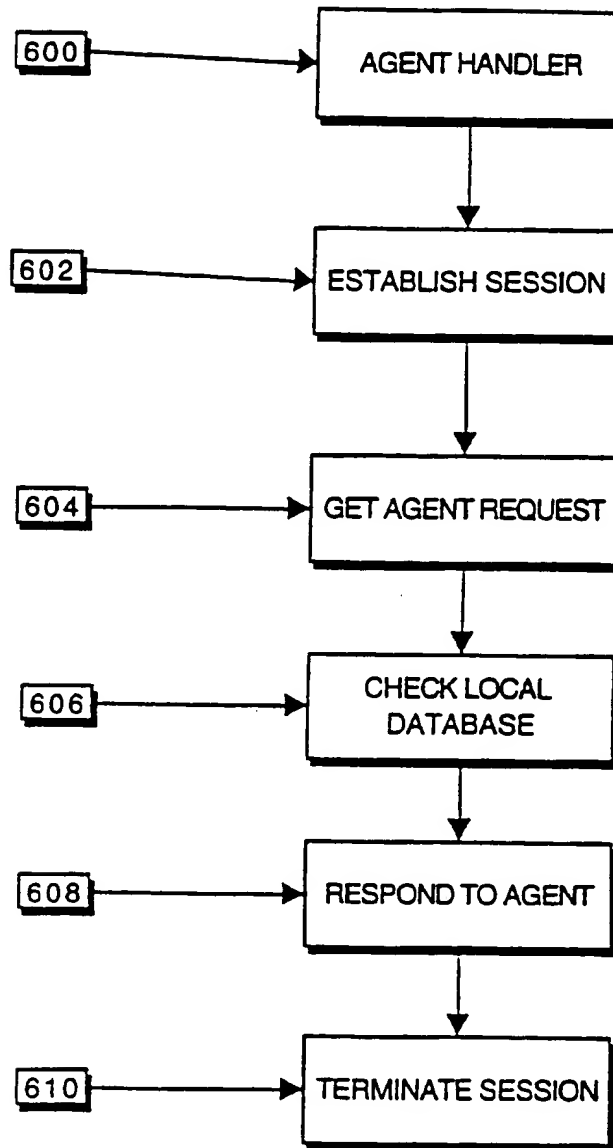 600
AGENT HANDLER
602
ESTABLISH SESSION
604
GET AGENT REQUEST
606
CHECK LOCAL
DATABASE
608
RESPOND TO AGENT
610
TERMINATE SESSION